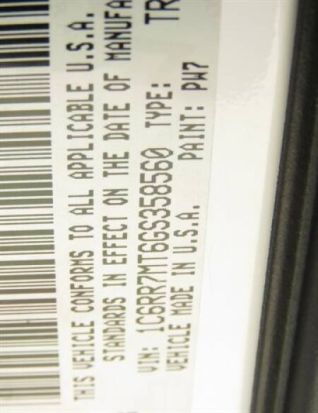 THIS VEHICLE CONFORMS TO ALL APPLICABLE U.S.A.
STANDARDS IN EFFECT ON THE DATE OF MANUFA
VIN: 1C6RR7MT6GS358560 TYPE: TR
VEHICLE MADE IN U.S.A. PAINT: PW7